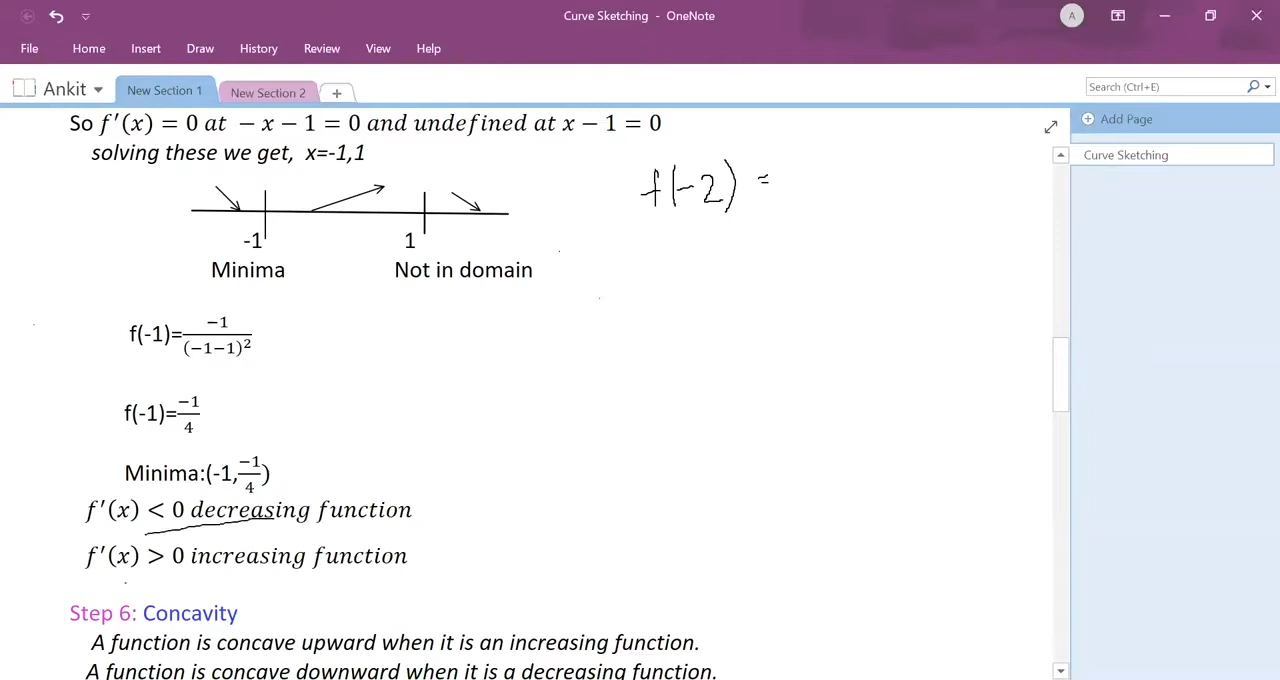 Curve Sketching - OneNote
A
File Home Insert Draw History Review View Help
Ankit New Section 1 New Section 2 +
Search (Ctrl+E)
Add Page
Curve Sketching
So f′(x) = 0 at − x − 1 = 0 and undefined at x − 1 = 0
solving these we get, x=-1,1
f(-2) =
-1 1
Minima Not in domain
f(-1)=−1/(−1−1)²
f(-1)=−1/4
Minima:(-1,−1/4)
f′(x) < 0 decreasing function
f′(x) > 0 increasing function
Step 6: Concavity
A function is concave upward when it is an increasing function.
A function is concave downward when it is a decreasing function.